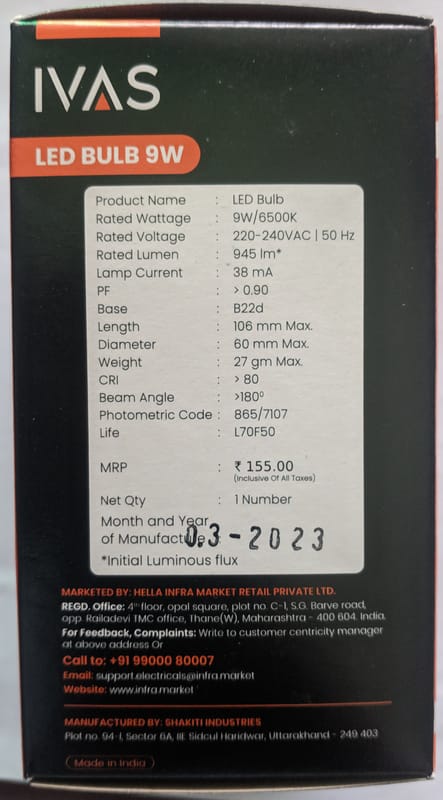 IVAS
LED BULB 9W
Product Name : LED Bulb
Rated Wattage : 9W/6500K
Rated Voltage : 220-240VAC | 50 Hz
Rated Lumen : 945 lm*
Lamp Current : 38 mA
PF : > 0.90
Base : B22d
Length : 106 mm Max.
Diameter : 60 mm Max.
Weight : 27 gm Max.
CRI : > 80
Beam Angle : >180⁰
Photometric Code : 865/7107
Life : L70F50
MRP : ₹ 155.00
(Inclusive Of All Taxes)
Net Qty : 1 Number
Month and Year
of Manufacture 03-2023
*Initial Luminous flux
MARKETED BY: HELLA INFRA MARKET RETAIL PRIVATE LTD.
REGD. Office: 4th floor, opal square, plot no. C-1, S.G. Barve road,
opp. Railadevi TMC office, Thane(W), Maharashtra - 400 604. India.
For Feedback, Complaints: Write to customer centricity manager
at above address Or
Call to: +91 99000 80007
Email: support.electricals@infra.market
Website: www.infra.market
MANUFACTURED BY: SHAKITI INDUSTRIES
Plot no. 94-I, Sector 6A, IIE Sidcul Haridwar, Uttarakhand - 249 403
Made in India